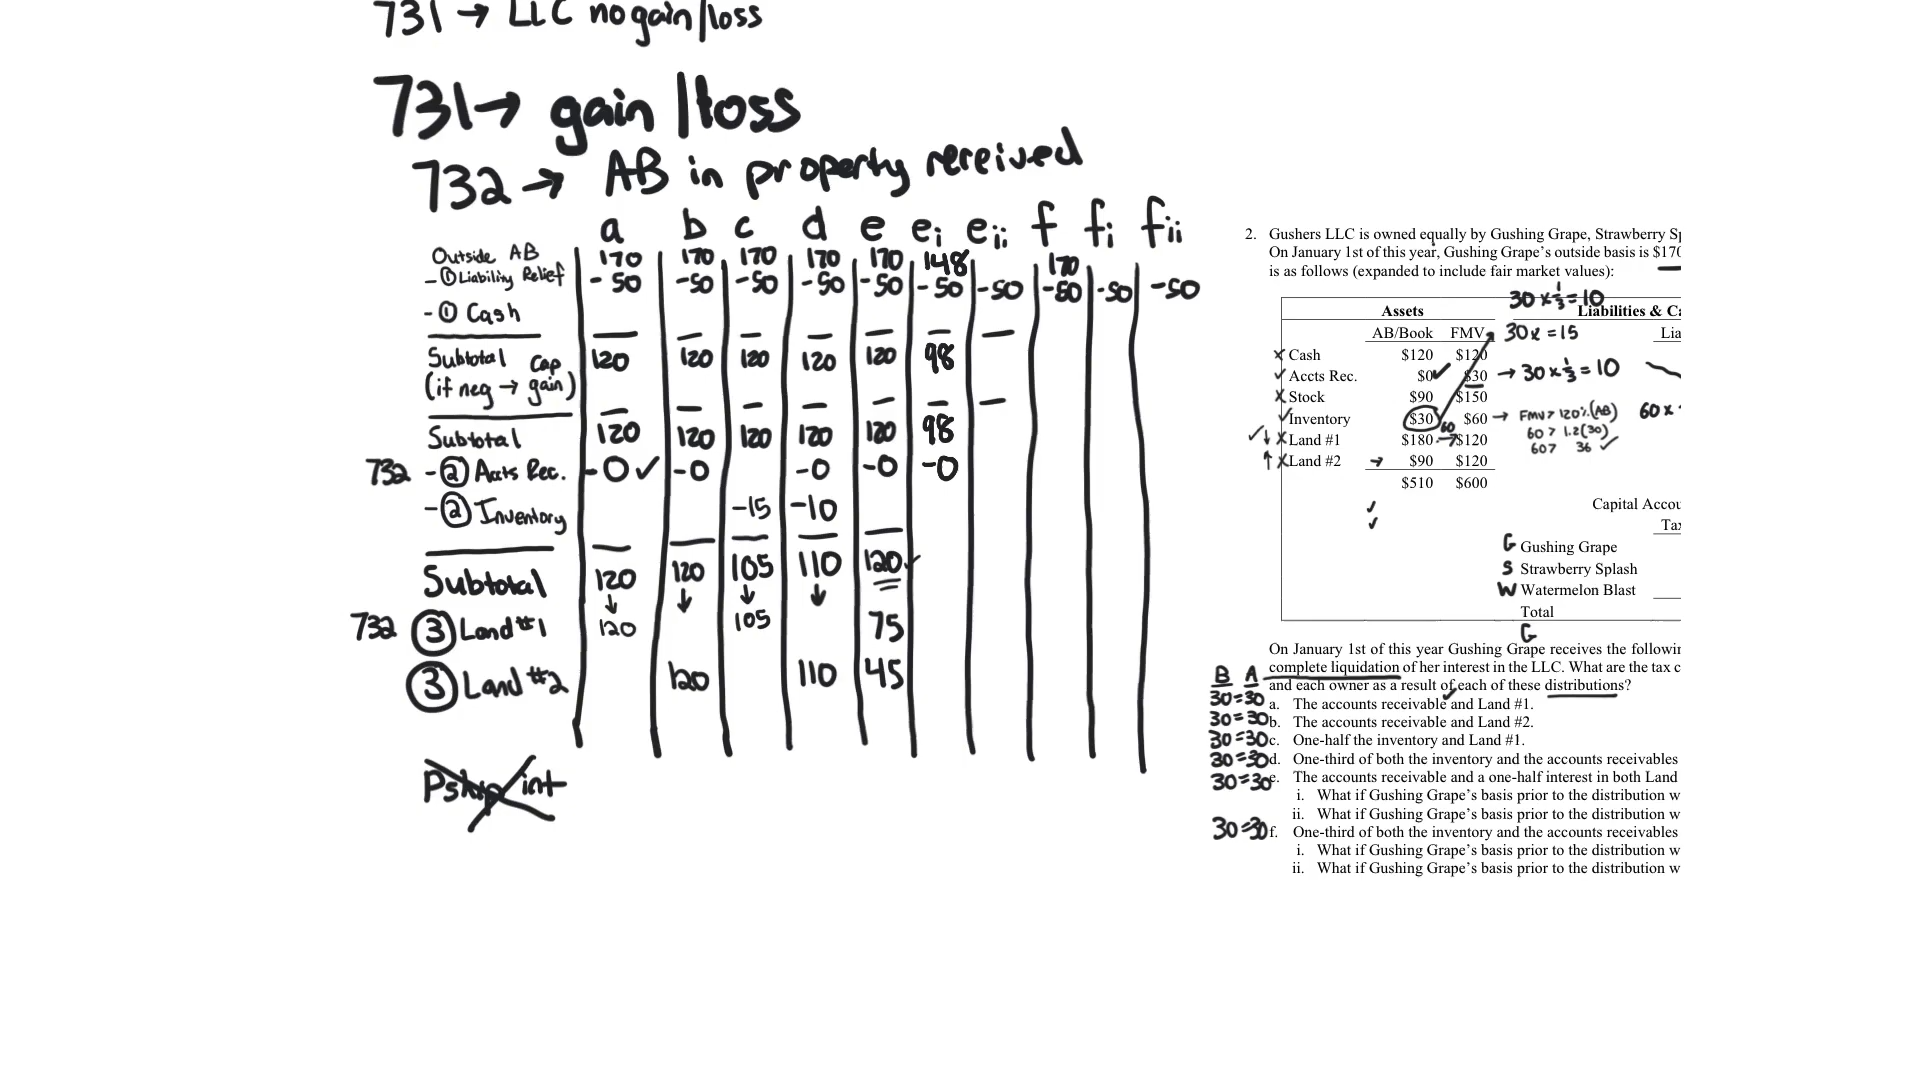 731 → LLC no gain/loss
731 → gain/loss
732 → AB in property received
a b c d e ei eii f fi fii
Outside AB 170 170 170 170 170 148 170
- ① Liability Relief - 50 -50 -50 -50 -50 -50 -50 -50 -50 -50
- ① Cash
Subtotal cap 120 120 120 120 120 98
(if neg → gain)
Subtotal 120 120 120 120 120 98
732 - ② Accts Rec. - 0 ✓ -0 -0 -0 -0
- ② Inventory -15 -10
Subtotal 120 120 105 110 120 ✓
↓ ↓ ↓ ↓
732 ③ Land #1 120 105 75
③ Land #2 120 110 45
Pship int
2. Gushers LLC is owned equally by Gushing Grape, Strawberry Sp
On January 1st of this year, Gushing Grape's outside basis is $170
is as follows (expanded to include fair market values):
30 x 1/3 = 10
Assets Liabilities & Ca
AB/Book FMV 30x = 15 Lia
x Cash $120 $120
✓ Accts Rec. $0 ✓ $30 → 30 x 1/3 = 10
x Stock $90 $150
✓ Inventory $30 $60 → FMV > 120% (AB) 60 x
60 > 1.2(30)
✓ ↓ x Land #1 $180 60 → $120
60 > 36 ✓
↑ x Land #2 → $90 $120
$510 $600
✓
✓
Capital Accou
Tax
G Gushing Grape
S Strawberry Splash
W Watermelon Blast
Total
G
On January 1st of this year Gushing Grape receives the followin
complete liquidation of her interest in the LLC. What are the tax c
B A
and each owner as a result of each of these distributions?
30=30 a. The accounts receivable and Land #1.
30=30 b. The accounts receivable and Land #2.
30=30 c. One-half the inventory and Land #1.
30=30 d. One-third of both the inventory and the accounts receivables
30=30 e. The accounts receivable and a one-half interest in both Land
i. What if Gushing Grape's basis prior to the distribution w
ii. What if Gushing Grape's basis prior to the distribution w
30=30 f. One-third of both the inventory and the accounts receivables
i. What if Gushing Grape's basis prior to the distribution w
ii. What if Gushing Grape's basis prior to the distribution w